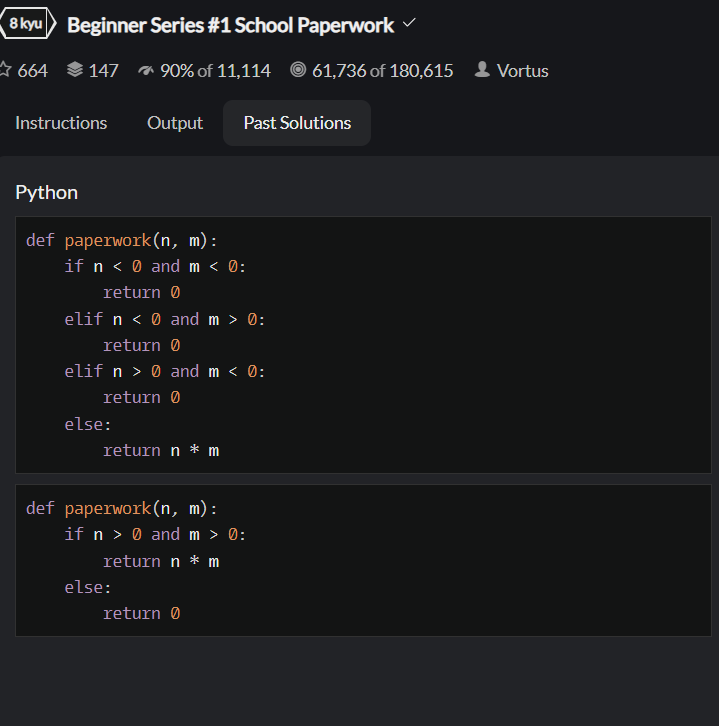 8 kyu Beginner Series #1 School Paperwork
664 147 90% of 11,114 61,736 of 180,615 Vortus
Instructions Output Past Solutions
Python
def paperwork(n, m):
    if n < 0 and m < 0:
        return 0
    elif n < 0 and m > 0:
        return 0
    elif n > 0 and m < 0:
        return 0
    else:
        return n * m
def paperwork(n, m):
    if n > 0 and m > 0:
        return n * m
    else:
        return 0